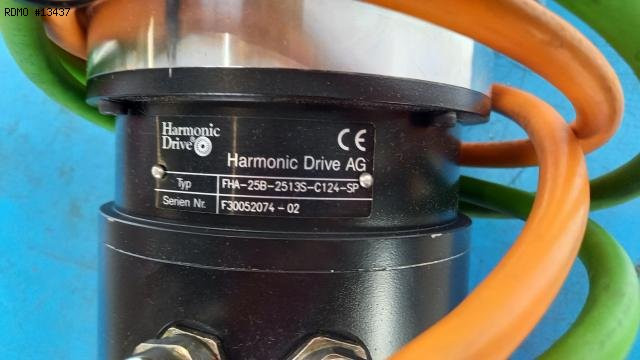 RDMO #13437
Harmonic
Drive®
CE
Harmonic Drive AG
Typ FHA-25B-2513S-C124-SP
Serien Nr. F30052074-02